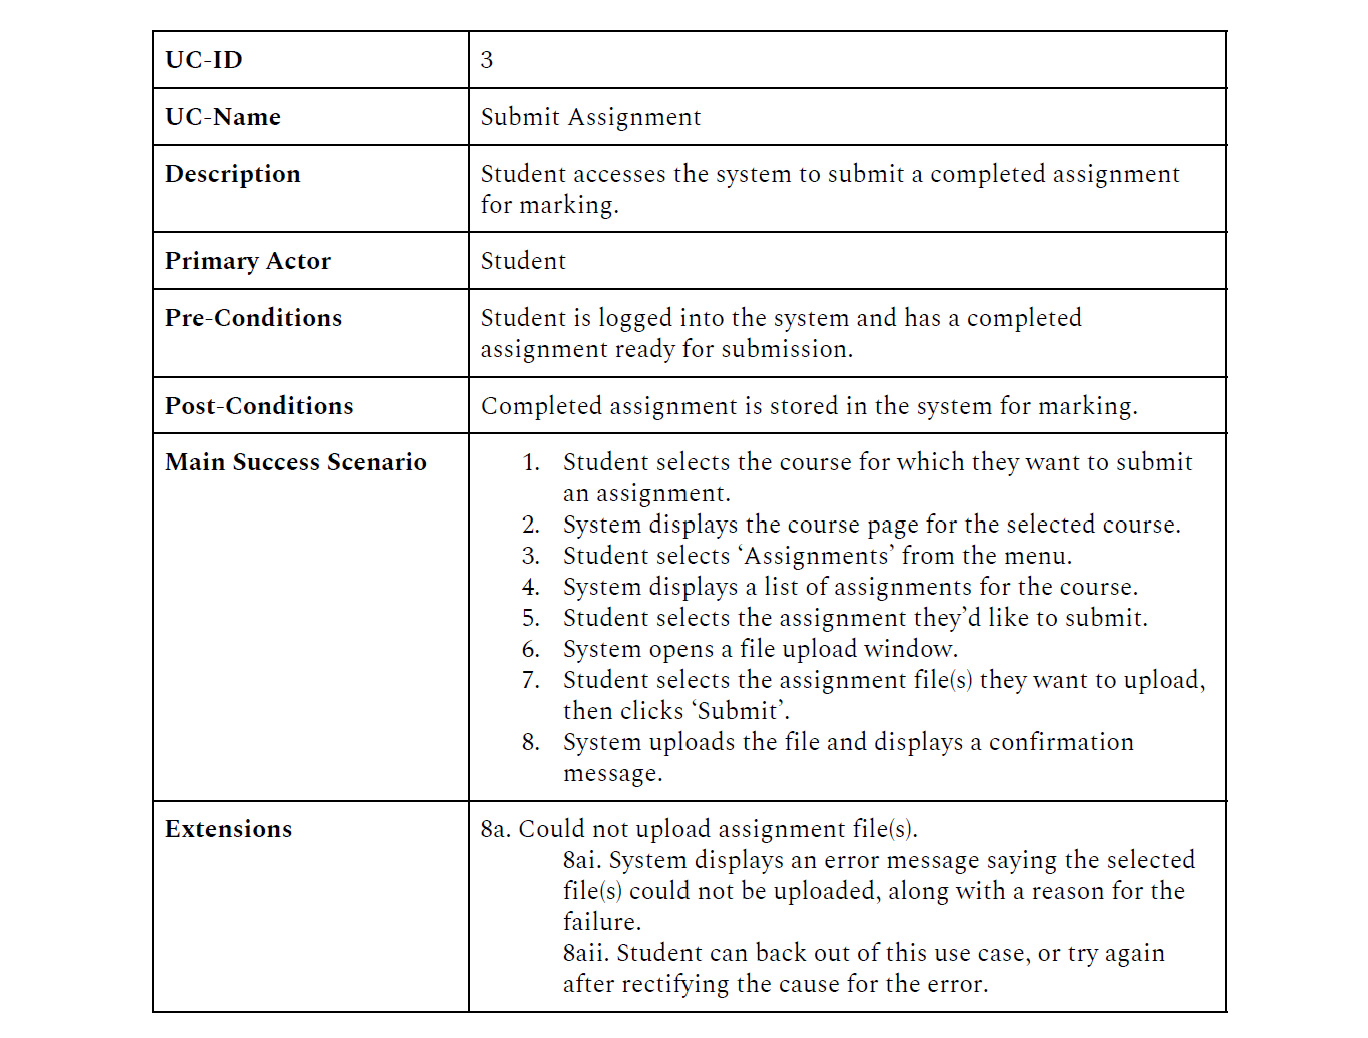 UC-ID
3
UC-Name
Submit Assignment
Description
Student accesses the system to submit a completed assignment
for marking.
Primary Actor
Student
Pre-Conditions
Student is logged into the system and has a completed
assignment ready for submission.
Post-Conditions
Completed assignment is stored in the system for marking.
Main Success Scenario
1. Student selects the course for which they want to submit
an assignment.
2. System displays the course page for the selected course.
3. Student selects ‘Assignments’ from the menu.
4. System displays a list of assignments for the course.
5. Student selects the assignment they’d like to submit.
6. System opens a file upload window.
7. Student selects the assignment file(s) they want to upload,
then clicks ‘Submit’.
8. System uploads the file and displays a confirmation
message.
Extensions
8a. Could not upload assignment file(s).
8ai. System displays an error message saying the selected
file(s) could not be uploaded, along with a reason for the
failure.
8aii. Student can back out of this use case, or try again
after rectifying the cause for the error.